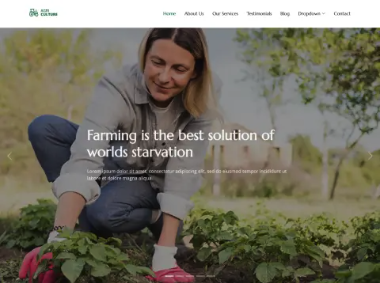 AGRI
CULTURE
Home About Us Our Services Testimonials Blog Dropdown Contact
Farming is the best solution of
worlds starvation
Lorem ipsum dolor sit amet, consectetur adipiscing elit, sed do eiusmod tempor incididunt ut
labore et dolore magna aliqua.